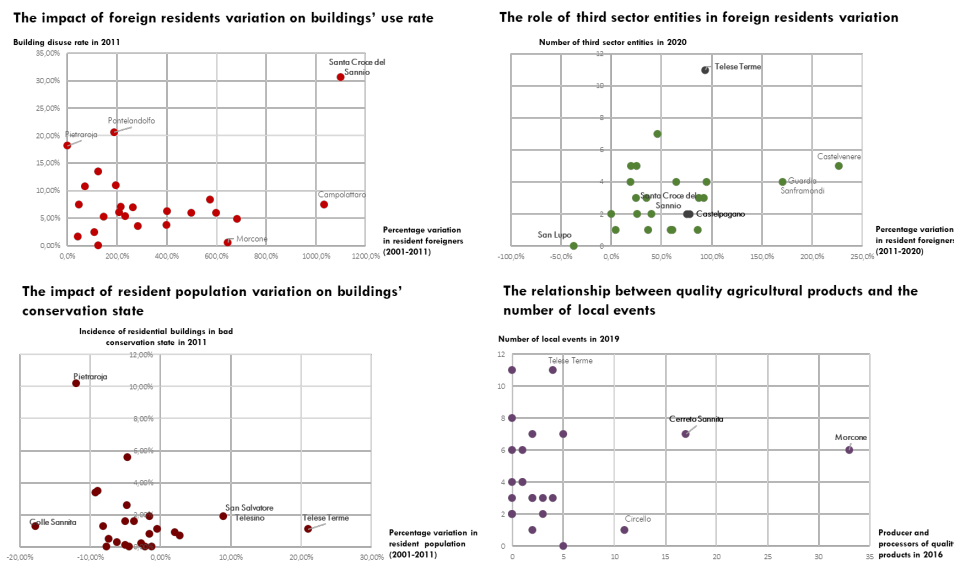 The impact of foreign residents variation on buildings' use rate
Building disuse rate in 2011
35,00%
30,00%
25,00%
20,00%
15,00%
10,00%
5,00%
0,00%
Santa Croce del
Sannio
Pontelandolfo
Pietraroja
Campolattaro
Morcone
0,0%
200,0%
400,0%
600,0%
800,0%
1000,0%
1200,0%
Percentage variation
in resident foreigners
(2001-2011)
The role of third sector entities in foreign residents variation
Number of third sector entities in 2020
12
10
8
6
4
2
0
Telese Terme
Castelvenere
Guardia
Sanframondi
Santa Croce del
Sannio
Castelpagano
San Lupo
-100,0%
-50,0%
0,0%
50,0%
100,0%
150,0%
200,0%
250,0%
Percentage variation
in resident foreigners
(2011-2020)
The impact of resident population variation on buildings'
conservation state
Incidence of residential buildings in bad
conservation state in 2011
12,00%
10,00%
8,00%
6,00%
4,00%
2,00%
0,00%
Pietraroja
San Salvatore
Telesino
Telese Terme
Colle Sannita
-20,00%
-10,00%
0,00%
10,00%
20,00%
30,00%
Percentage variation in
resident population
(2001-2011)
The relationship between quality agricultural products and the
number of local events
Number of local events in 2019
12
10
8
6
4
2
0
Telese Terme
Cerreto Sannita
Morcone
Circello
0
5
10
15
20
25
30
35
Producer and
processors of qualit
products in 2016